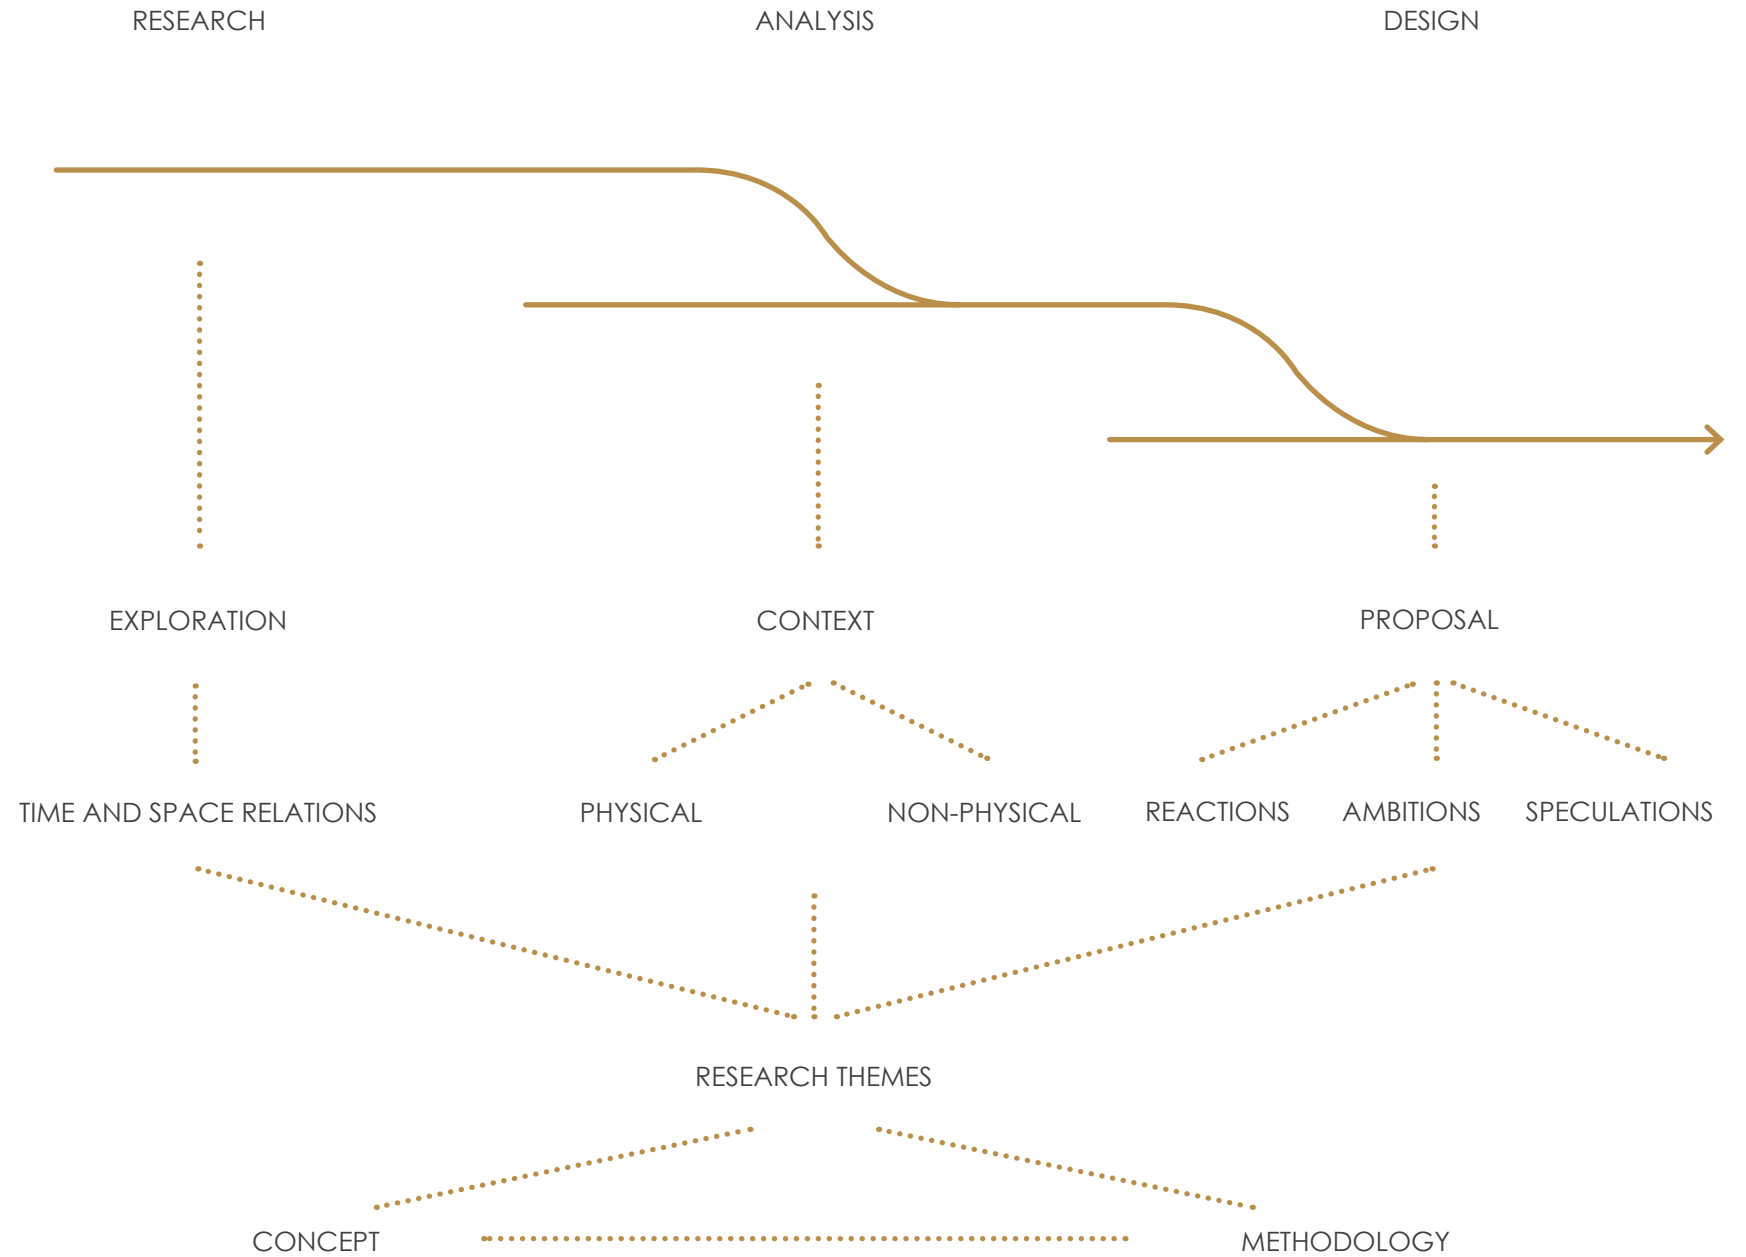 RESEARCH
ANALYSIS
DESIGN
EXPLORATION
CONTEXT
PROPOSAL
TIME AND SPACE RELATIONS
PHYSICAL
NON-PHYSICAL
REACTIONS
AMBITIONS
SPECULATIONS
RESEARCH THEMES
CONCEPT
METHODOLOGY